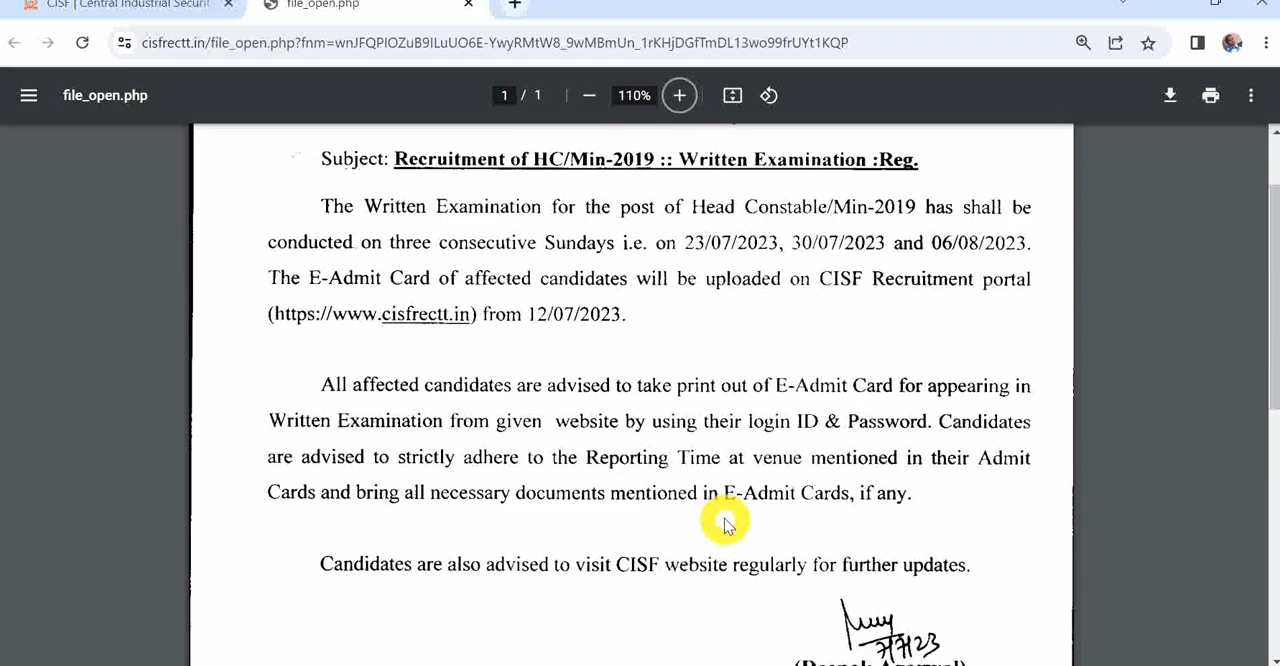 CISF | Central Industrial Securit
file_open.php
cisfrectt.in/file_open.php?fnm=wnJFQPIOZuB9ILuUO6E-YwyRMtW8_9wMBmUn_1rKHjDGfTmDL13wo99frUYt1KQP
file_open.php
1 / 1
110%
Subject: Recruitment of HC/Min-2019 :: Written Examination :Reg.
The Written Examination for the post of Head Constable/Min-2019 has shall be
conducted on three consecutive Sundays i.e. on 23/07/2023, 30/07/2023 and 06/08/2023.
The E-Admit Card of affected candidates will be uploaded on CISF Recruitment portal
(https://www.cisfrectt.in) from 12/07/2023.
All affected candidates are advised to take print out of E-Admit Card for appearing in
Written Examination from given website by using their login ID & Password. Candidates
are advised to strictly adhere to the Reporting Time at venue mentioned in their Admit
Cards and bring all necessary documents mentioned in E-Admit Cards, if any.
Candidates are also advised to visit CISF website regularly for further updates.
7/7/23
(Deepak Agarwal)